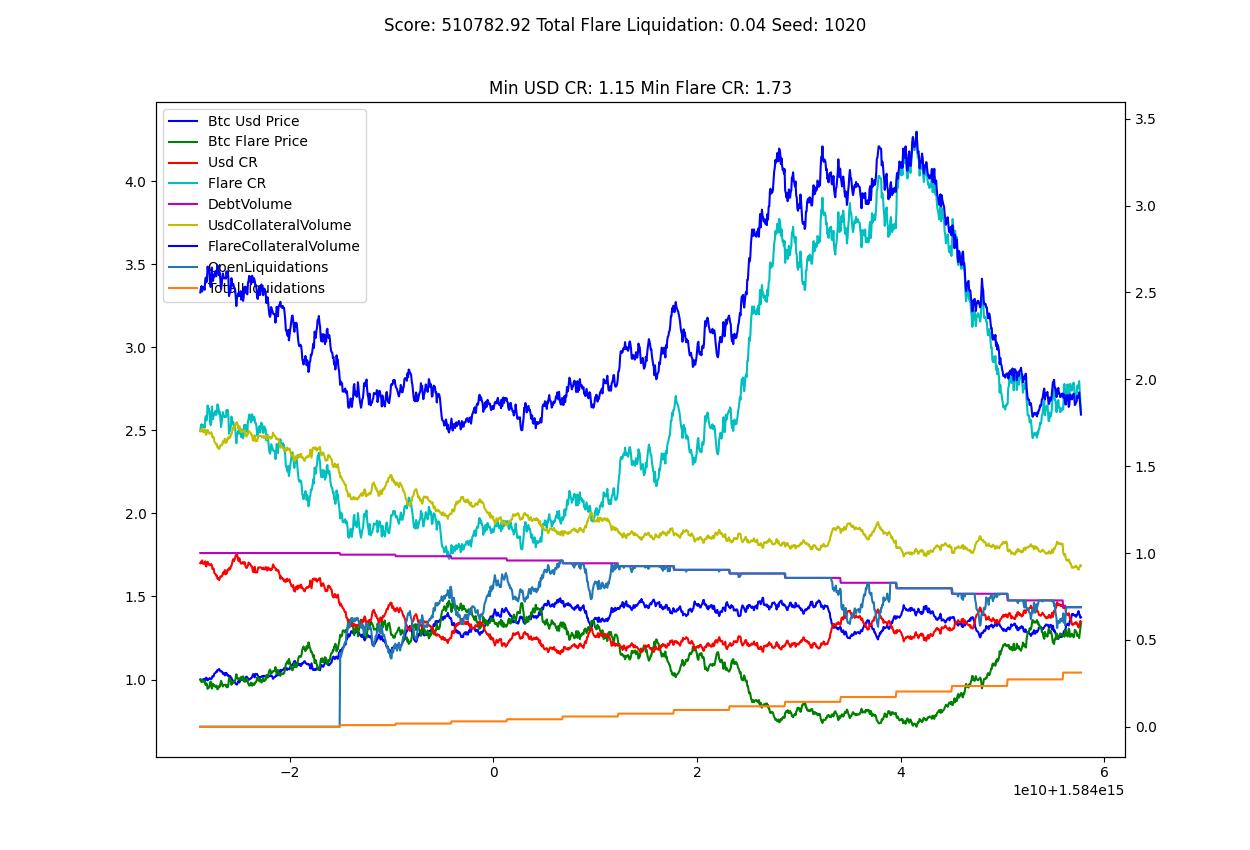 Score: 510782.92 Total Flare Liquidation: 0.04 Seed: 1020
Min USD CR: 1.15 Min Flare CR: 1.73
Btc Usd Price
Btc Flare Price
Usd CR
Flare CR
DebtVolume
UsdCollateralVolume
FlareCollateralVolume
OpenLiquidations
TotalLiquidations
4.0
3.5
3.0
2.5
2.0
1.5
1.0
3.5
3.0
2.5
2.0
1.5
1.0
0.5
0.0
−2 0 2 4 6
1e10+1.584e15